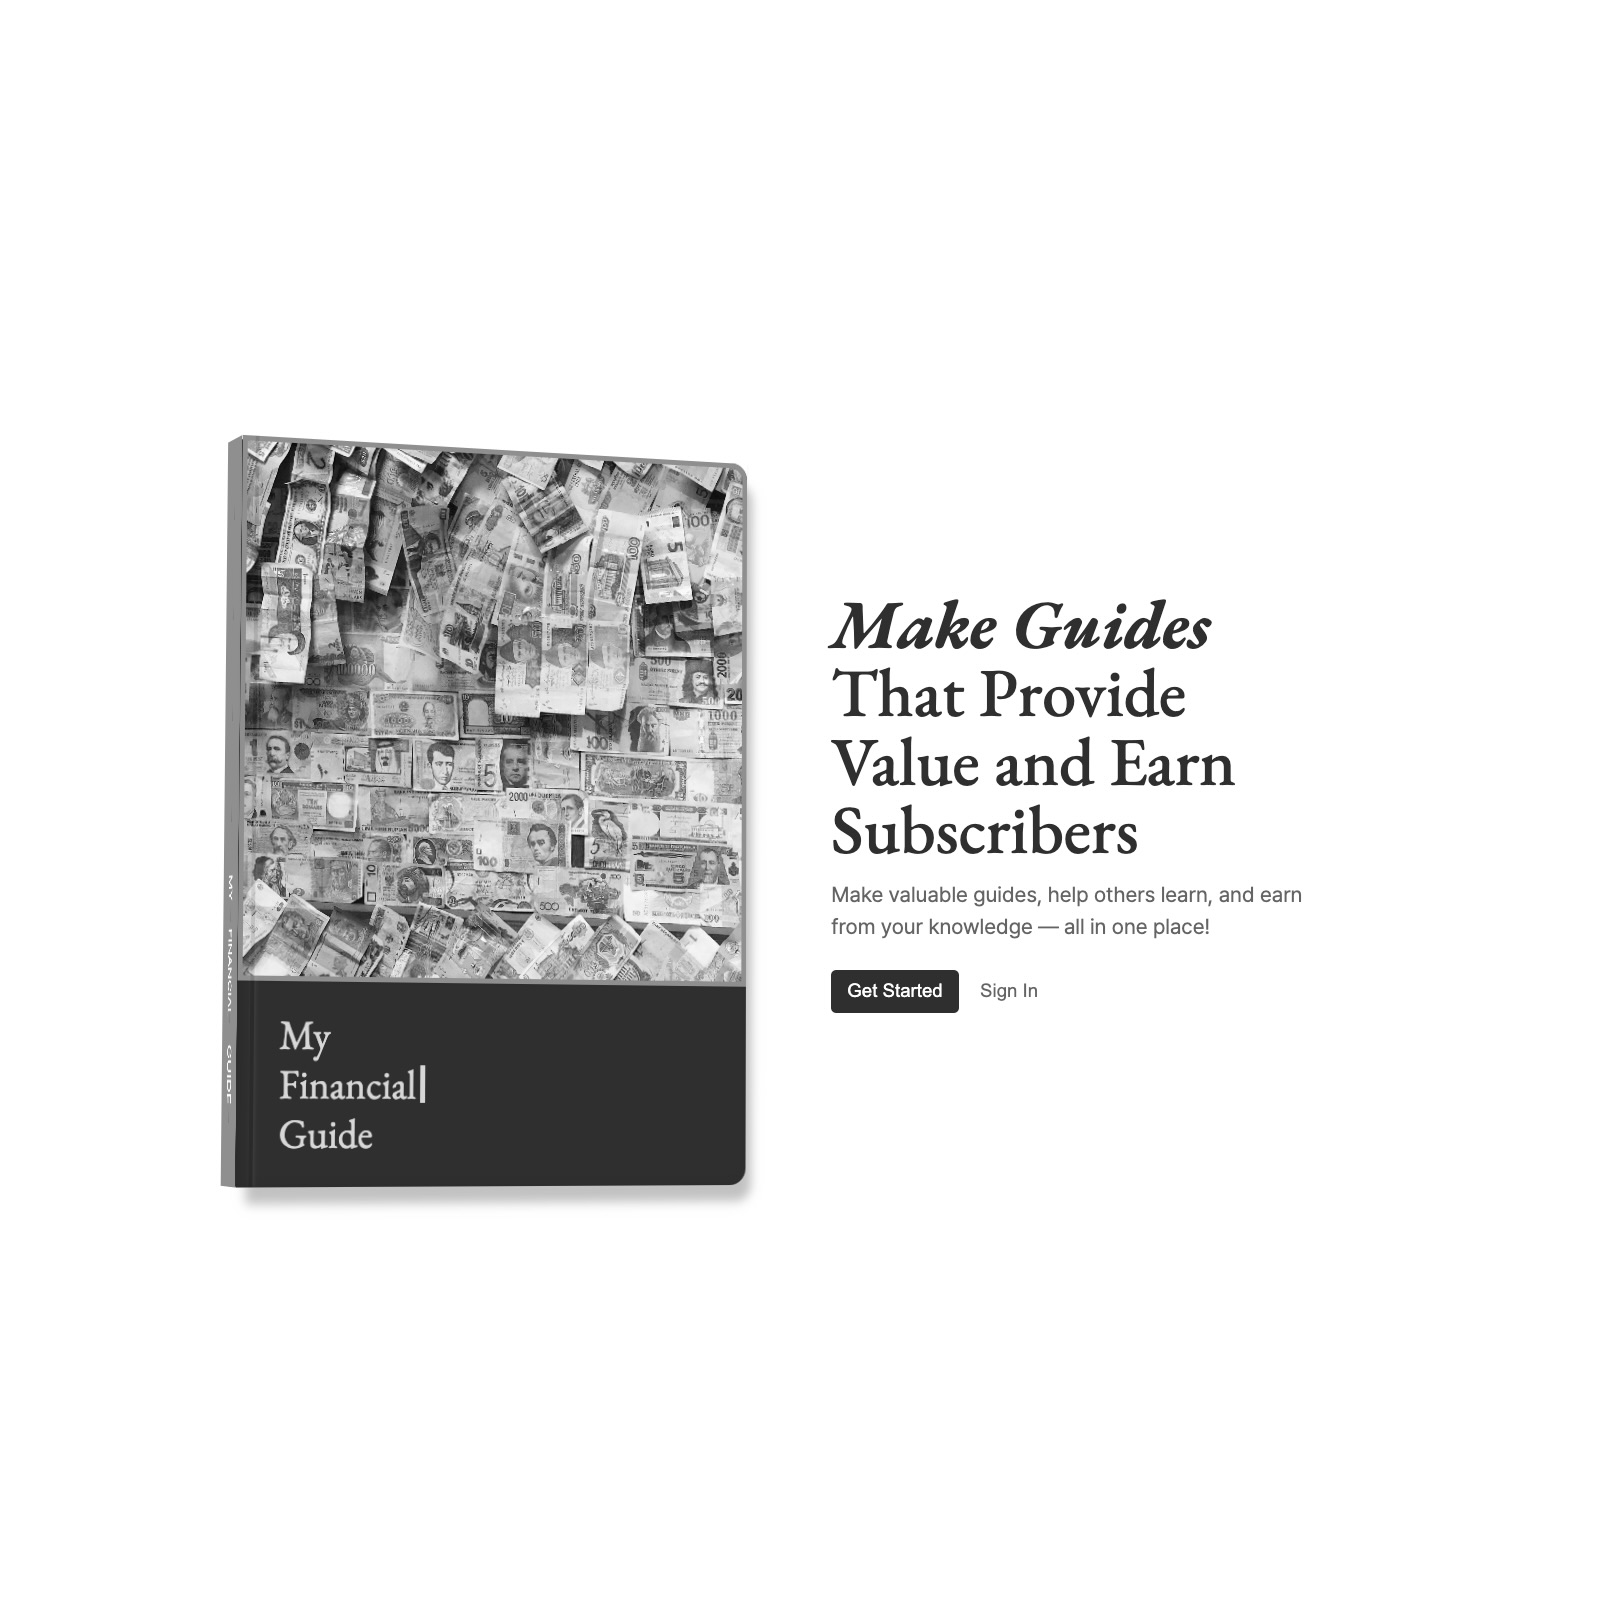 MY FINANCIAL GUIDE
My
Financial
Guide
Make Guides
That Provide
Value and Earn
Subscribers
Make valuable guides, help others learn, and earn
from your knowledge — all in one place!
Get Started
Sign In